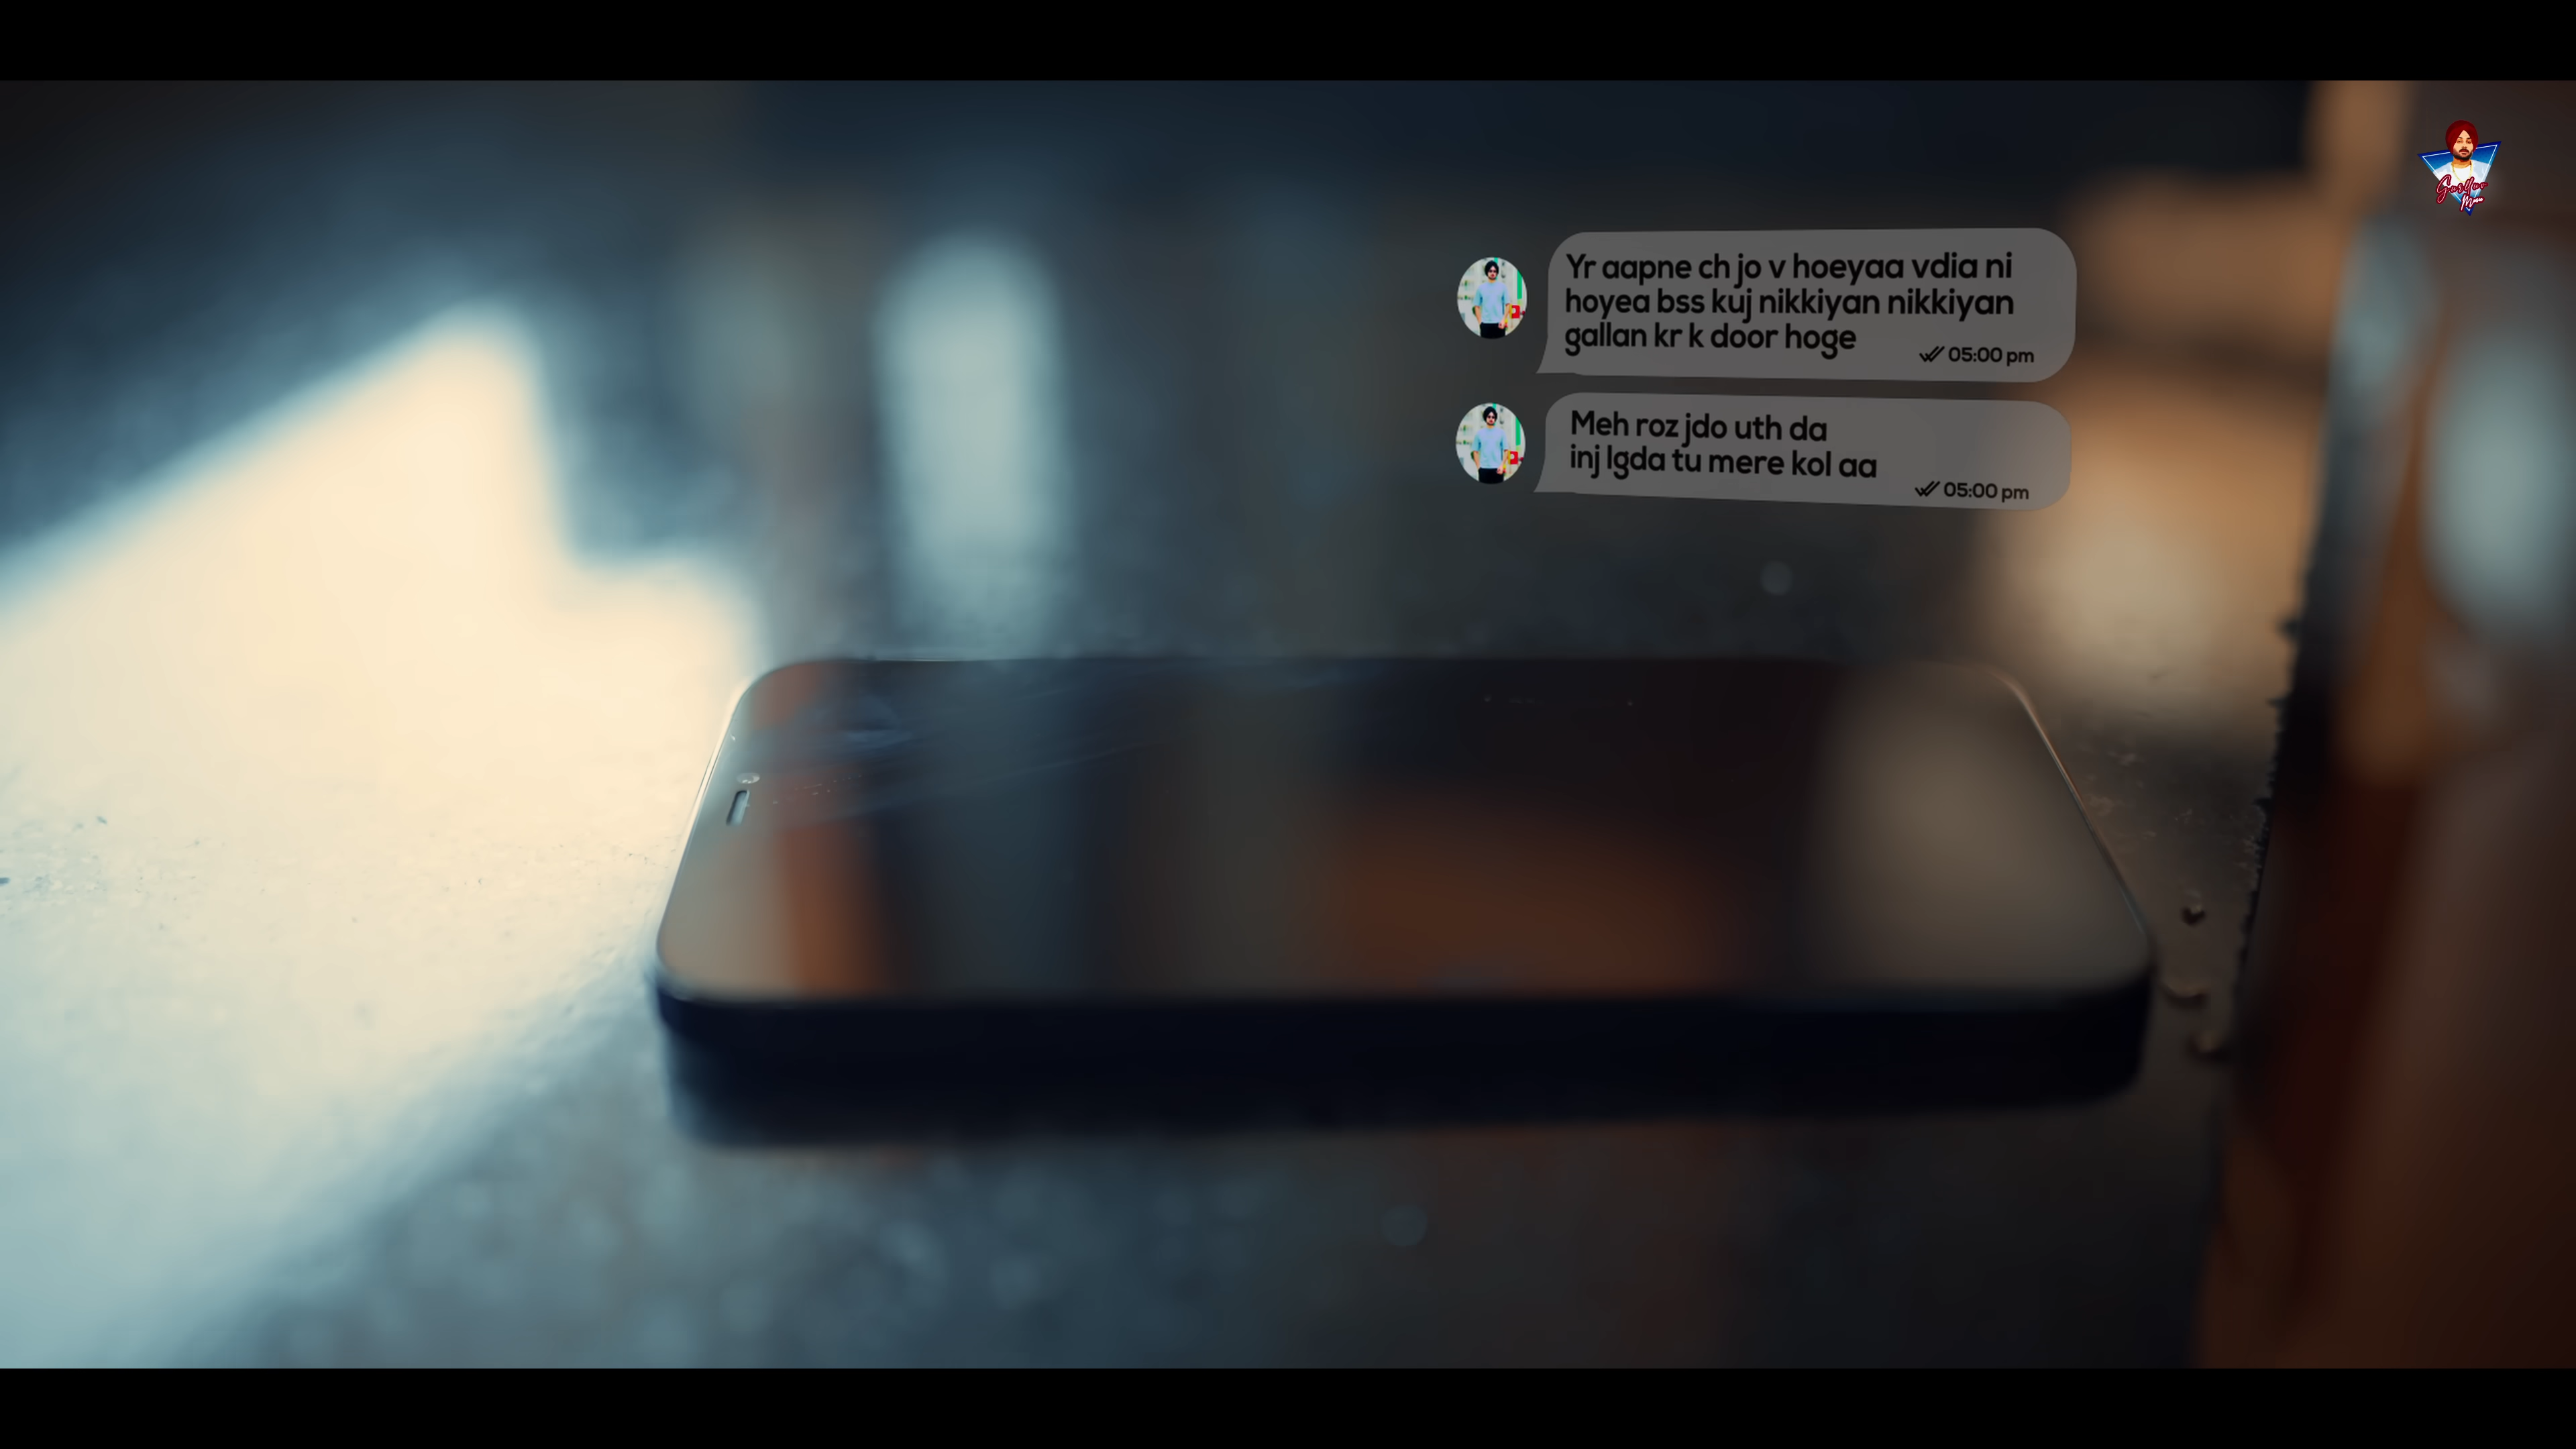 Yr aapne ch jo v hoeyaa vdia ni
hoyea bss kuj nikkiyan nikkiyan
gallan kr k door hoge
05:00 pm
Meh roz jdo uth da
inj lgda tu mere kol aa
05:00 pm